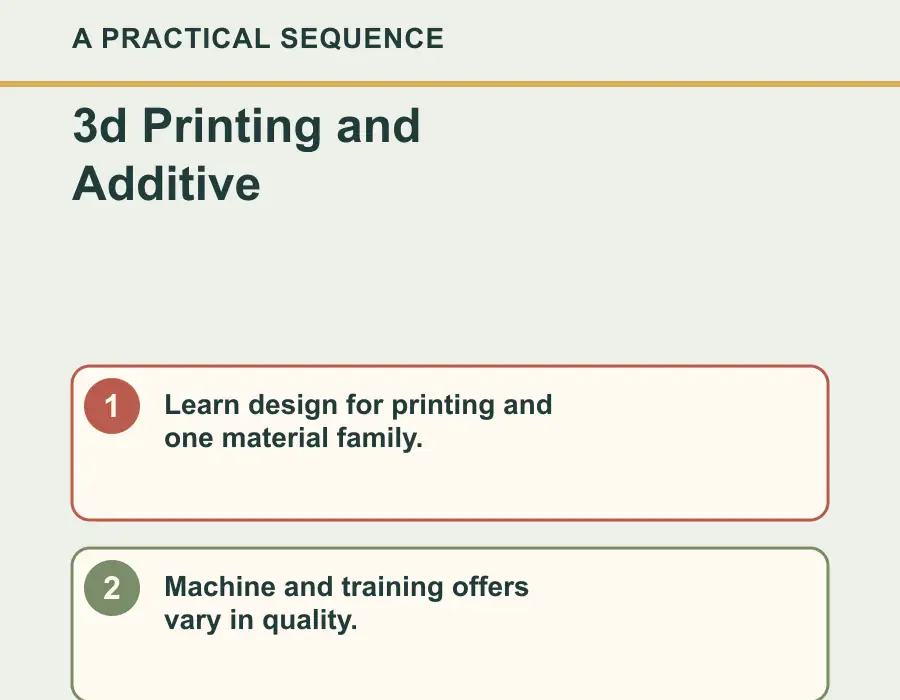 A PRACTICAL SEQUENCE
3d Printing and
Additive
1
Learn design for printing and
one material family.
2
Machine and training offers
vary in quality.